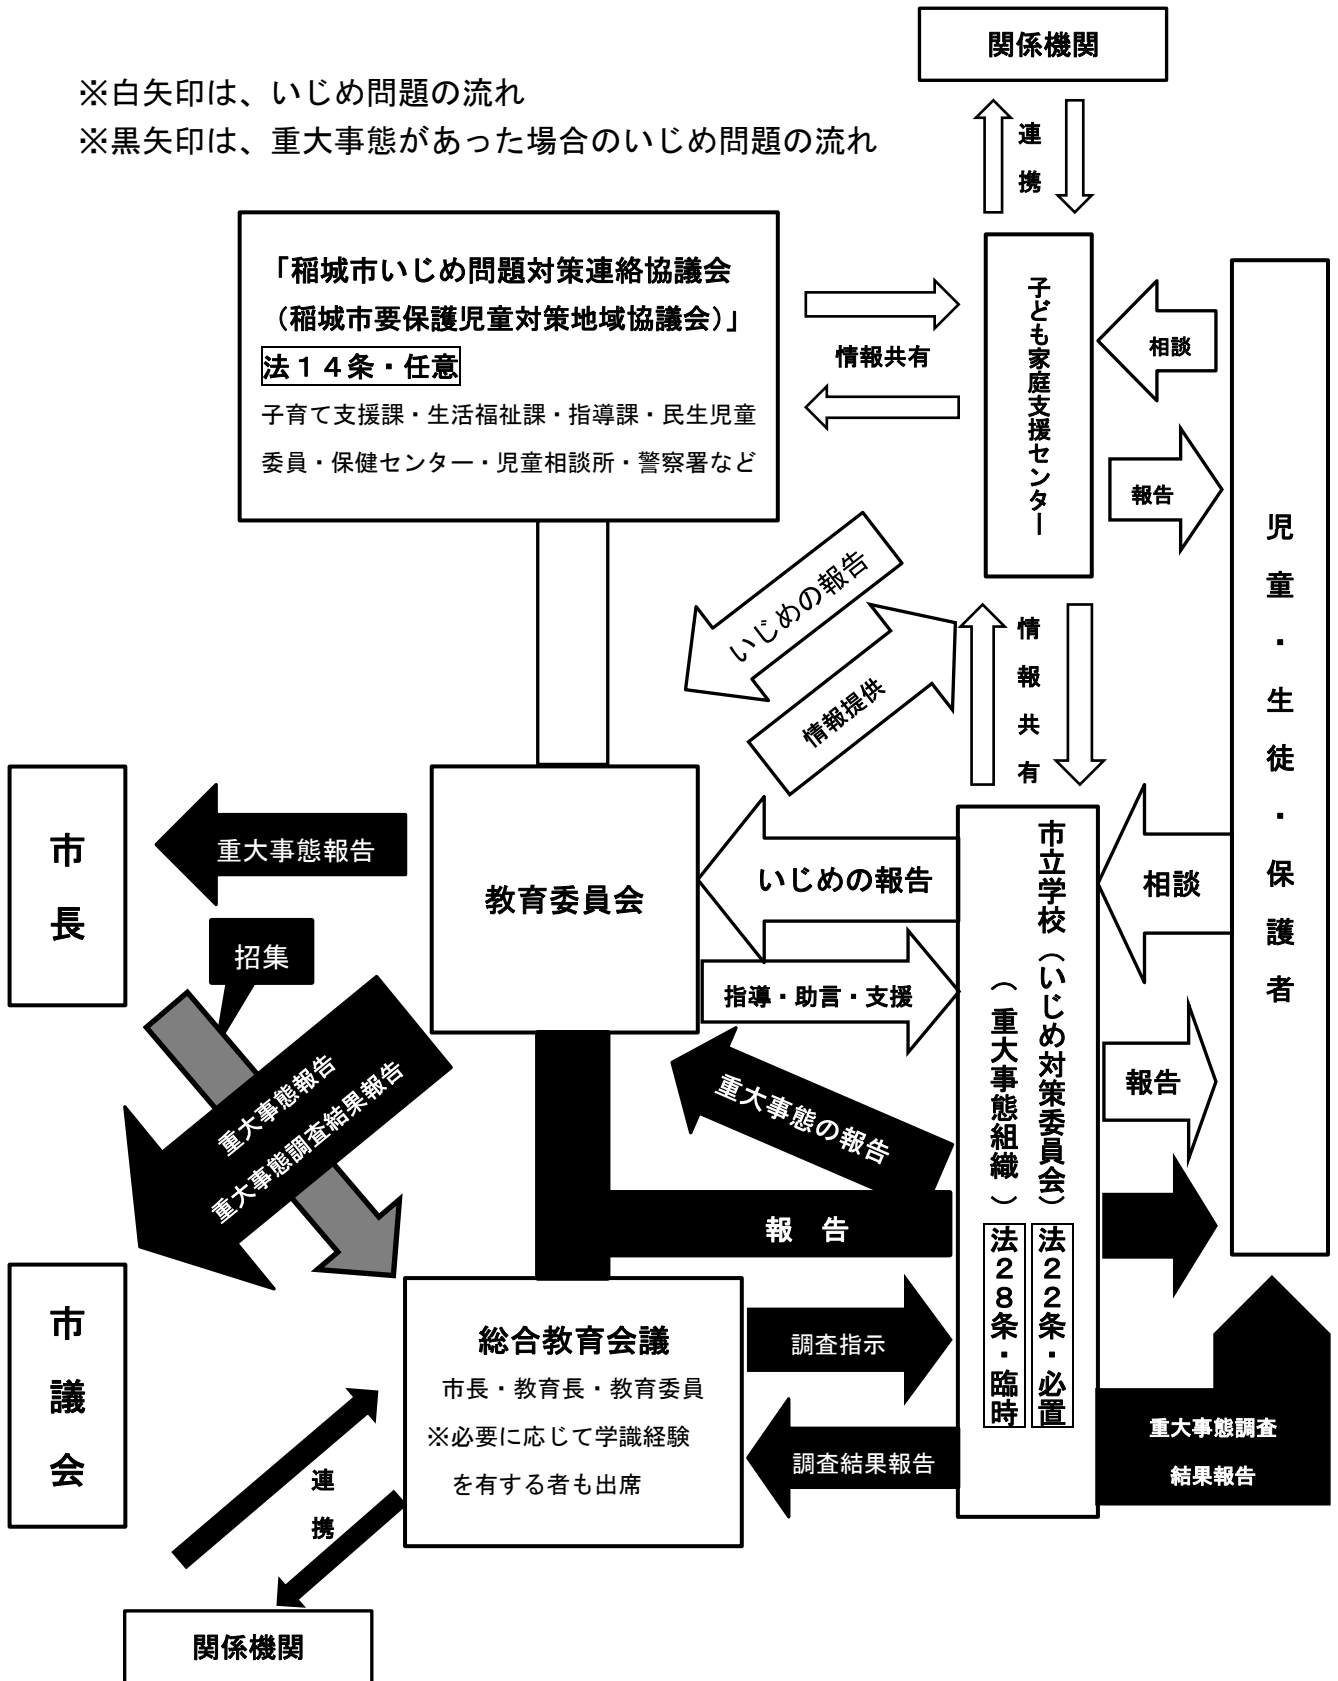 関係機関
※白矢印は、いじめ問題の流れ
※黒矢印は、重大事態があった場合のいじめ問題の流れ
連携
「稲城市いじめ問題対策連絡協議会
（稲城市要保護児童対策地域協議会）」
法１４条・任意
子育て支援課・生活福祉課・指導課・民生児童
委員・保健センター・児童相談所・警察署など
情報共有
子ども家庭支援センター
相談
報告
児童・生徒・保護者
いじめの報告
情報提供
情報共有
市長
重大事態報告
教育委員会
いじめの報告
指導・助言・支援
市立学校（いじめ対策委員会）法２２条・必置
（重大事態組織）法２８条・臨時
相談
報告
招集
重大事態報告
重大事態調査結果報告
重大事態の報告
報　告
市議会
総合教育会議
市長・教育長・教育委員
※必要に応じて学識経験
を有する者も出席
調査指示
調査結果報告
重大事態調査
結果報告
連携
関係機関